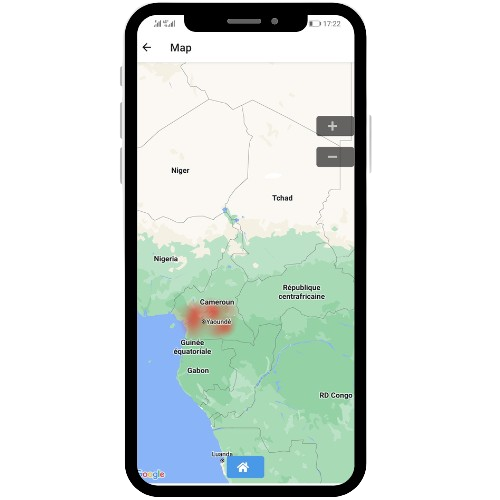 17:22
Map
+
−
Niger
Tchad
Nigeria
République
centrafricaine
Cameroun
Yaoundé
Guinée
équatoriale
Gabon
RD Congo
Luanda
Google